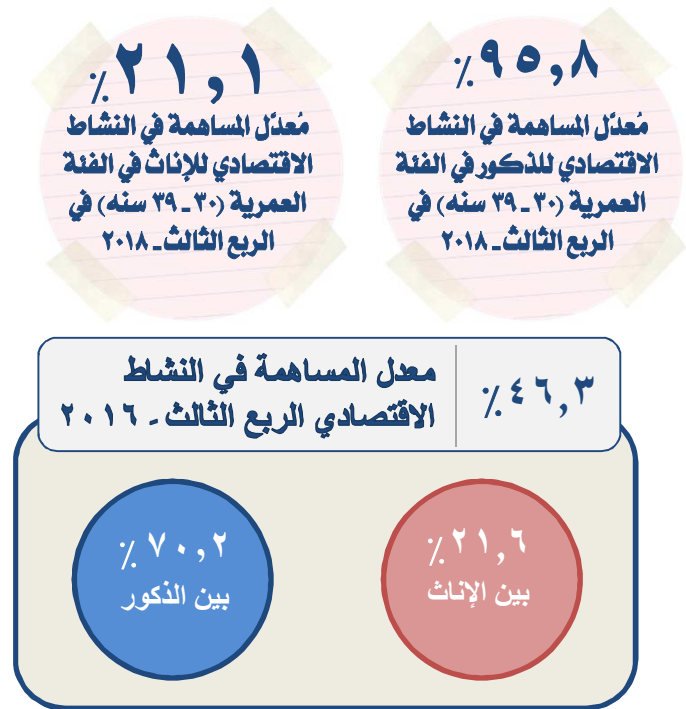 ٩٥,٨٪
مُعدَّل المساهمة في النشاط
الاقتصادي للذكور في الفئة
العمرية (٣٠ ـ ٣٩ سنه) في
الربع الثالث ـ ٢٠١٨
٢١,١٪
مُعدَّل المساهمة في النشاط
الاقتصادي للإناث في الفئة
العمرية (٣٠ ـ ٣٩ سنه) في
الربع الثالث ـ ٢٠١٨
٤٦,٣٪
معدل المساهمة في النشاط
الاقتصادي الربع الثالث ـ ٢٠١٦
٢١,٦٪
بين الإناث
٧٠,٢٪
بين الذكور